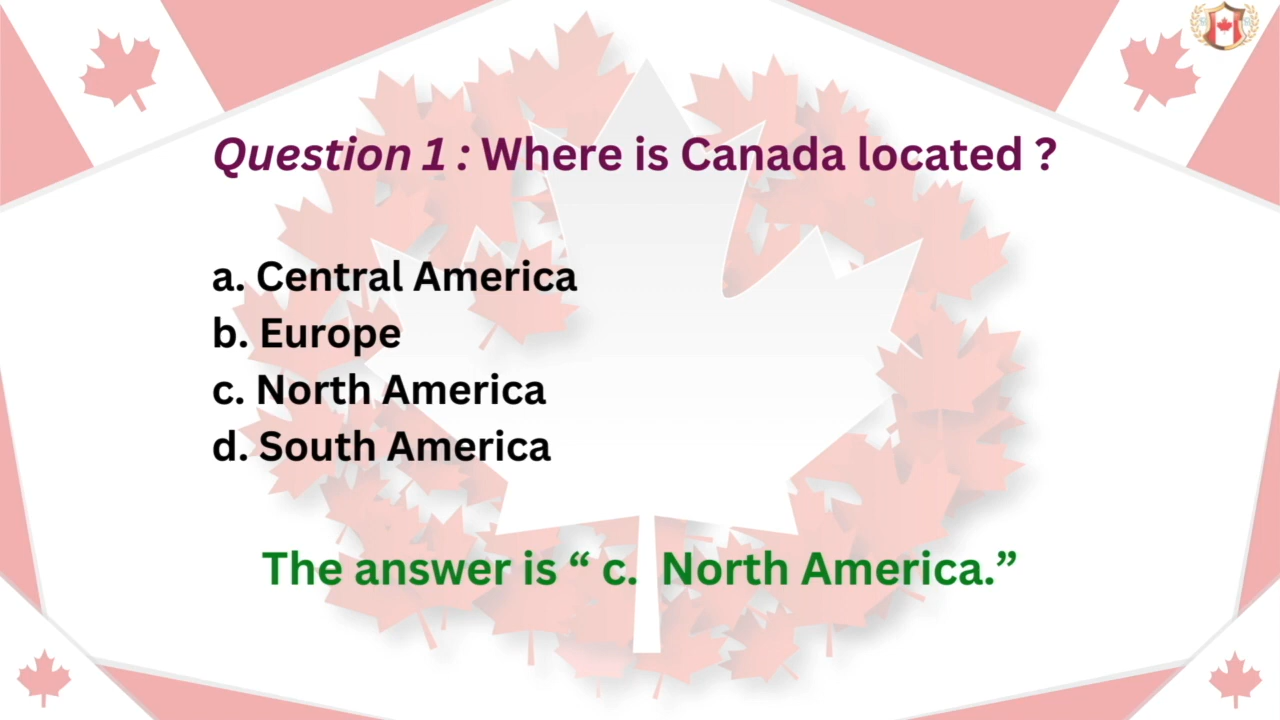 Question 1 : Where is Canada located ?
a. Central America
b. Europe
c. North America
d. South America
The answer is “ c. North America.”